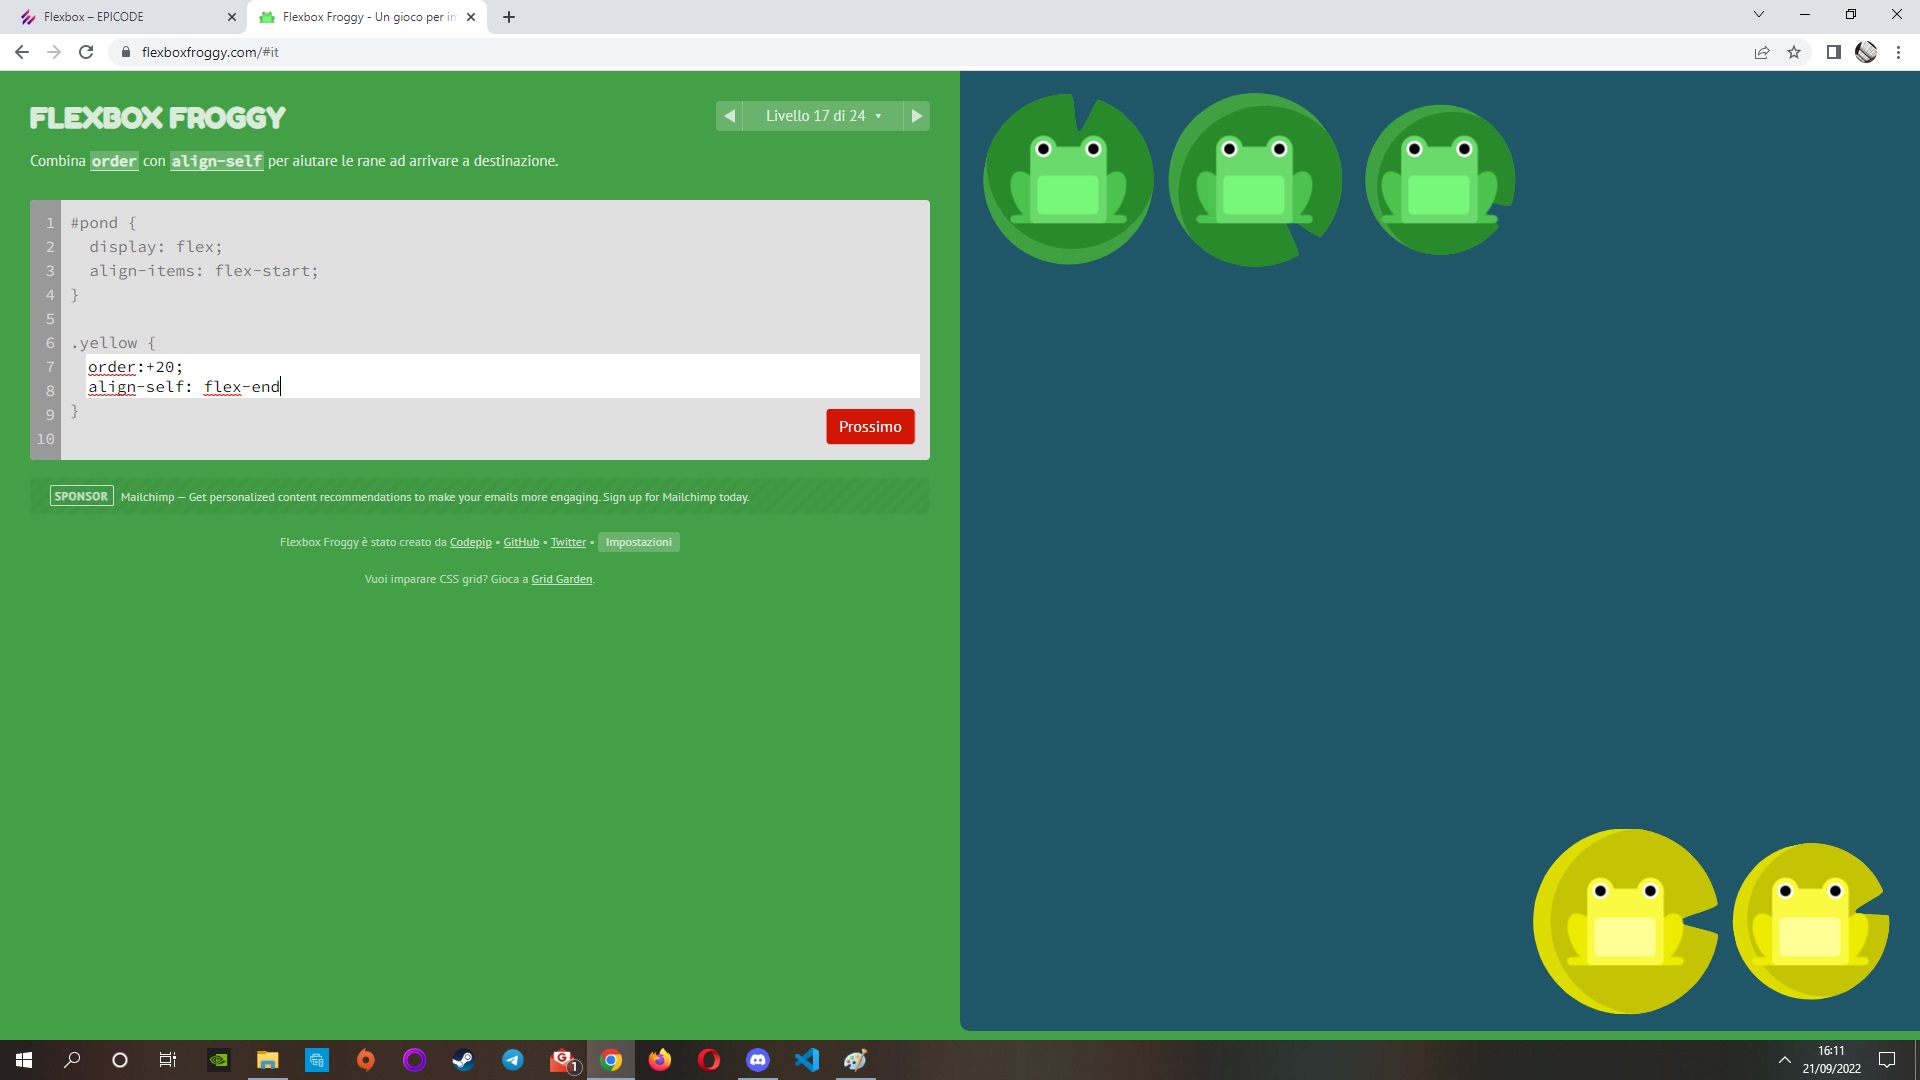 Flexbox – EPICODE
Flexbox Froggy - Un gioco per im
flexboxfroggy.com/#it
FLEXBOX FROGGY
Livello 17 di 24
Combina order con align-self per aiutare le rane ad arrivare a destinazione.
1 #pond {
2 display: flex;
3 align-items: flex-start;
4 }
5
6 .yellow {
7 order:+20;
8 align-self: flex-end
9 }
10
Prossimo
SPONSOR Mailchimp — Get personalized content recommendations to make your emails more engaging. Sign up for Mailchimp today.
Flexbox Froggy è stato creato da Codepip • GitHub • Twitter • Impostazioni
Vuoi imparare CSS grid? Gioca a Grid Garden.
G
1
16:11
21/09/2022